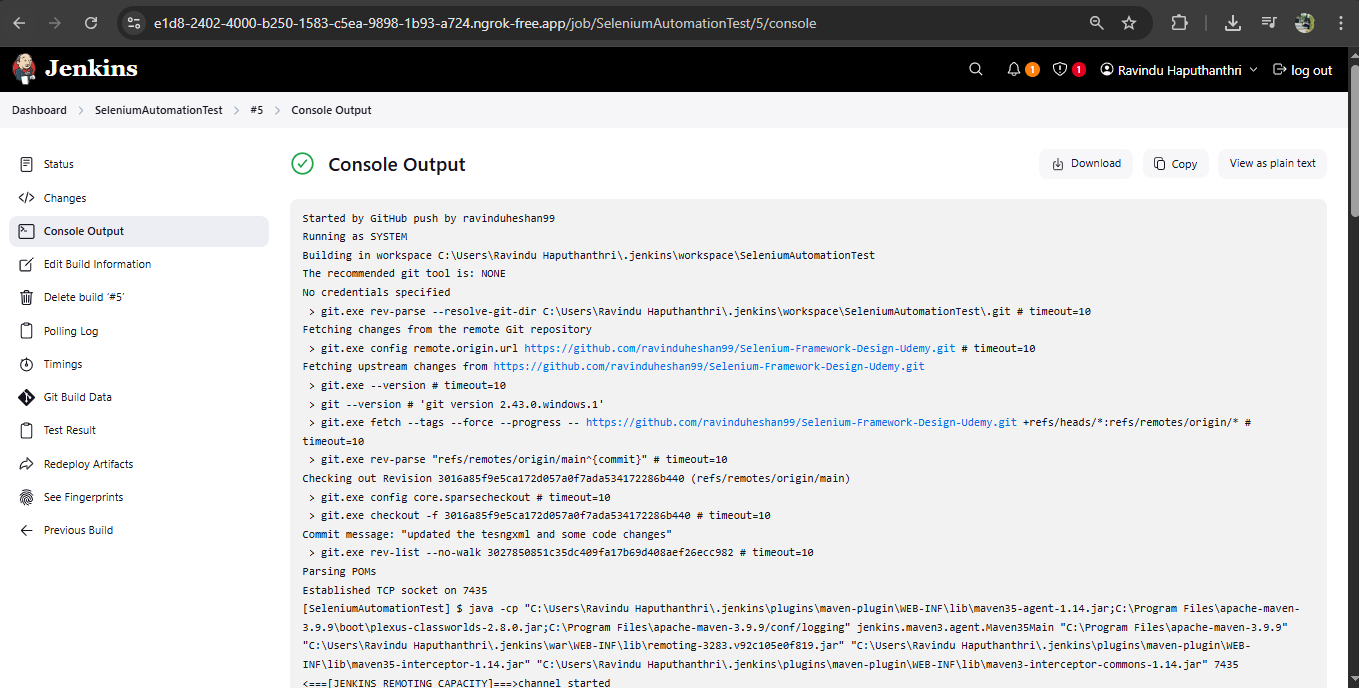 e1d8-2402-4000-b250-1583-c5ea-9898-1b93-a724.ngrok-free.app/job/SeleniumAutomationTest/5/console
Jenkins
1
1
Ravindu Haputhanthri
log out
Dashboard
SeleniumAutomationTest
#5
Console Output
Status
Changes
Console Output
Edit Build Information
Delete build ‘#5’
Polling Log
Timings
Git Build Data
Test Result
Redeploy Artifacts
See Fingerprints
Previous Build
Console Output
Download
Copy
View as plain text
Started by GitHub push by ravinduheshan99
Running as SYSTEM
Building in workspace C:\Users\Ravindu Haputhanthri\.jenkins\workspace\SeleniumAutomationTest
The recommended git tool is: NONE
No credentials specified
> git.exe rev-parse --resolve-git-dir C:\Users\Ravindu Haputhanthri\.jenkins\workspace\SeleniumAutomationTest\.git # timeout=10
Fetching changes from the remote Git repository
> git.exe config remote.origin.url https://github.com/ravinduheshan99/Selenium-Framework-Design-Udemy.git # timeout=10
Fetching upstream changes from https://github.com/ravinduheshan99/Selenium-Framework-Design-Udemy.git
> git.exe --version # timeout=10
> git --version # 'git version 2.43.0.windows.1'
> git.exe fetch --tags --force --progress -- https://github.com/ravinduheshan99/Selenium-Framework-Design-Udemy.git +refs/heads/*:refs/remotes/origin/* #
timeout=10
> git.exe rev-parse "refs/remotes/origin/main^{commit}" # timeout=10
Checking out Revision 3016a85f9e5ca172d057a0f7ada534172286b440 (refs/remotes/origin/main)
> git.exe config core.sparsecheckout # timeout=10
> git.exe checkout -f 3016a85f9e5ca172d057a0f7ada534172286b440 # timeout=10
Commit message: "updated the tesngxml and some code changes"
> git.exe rev-list --no-walk 3027850851c35dc409fa17b69d408aef26ecc982 # timeout=10
Parsing POMs
Established TCP socket on 7435
[SeleniumAutomationTest] $ java -cp "C:\Users\Ravindu Haputhanthri\.jenkins\plugins\maven-plugin\WEB-INF\lib\maven35-agent-1.14.jar;C:\Program Files\apache-maven-
3.9.9\boot\plexus-classworlds-2.8.0.jar;C:\Program Files\apache-maven-3.9.9/conf/logging" jenkins.maven3.agent.Maven35Main "C:\Program Files\apache-maven-3.9.9"
"C:\Users\Ravindu Haputhanthri\.jenkins\war\WEB-INF\lib\remoting-3283.v92c105e0f819.jar" "C:\Users\Ravindu Haputhanthri\.jenkins\plugins\maven-plugin\WEB-
INF\lib\maven35-interceptor-1.14.jar" "C:\Users\Ravindu Haputhanthri\.jenkins\plugins\maven-plugin\WEB-INF\lib\maven3-interceptor-commons-1.14.jar" 7435
<===[JENKINS REMOTING CAPACITY]===>channel started